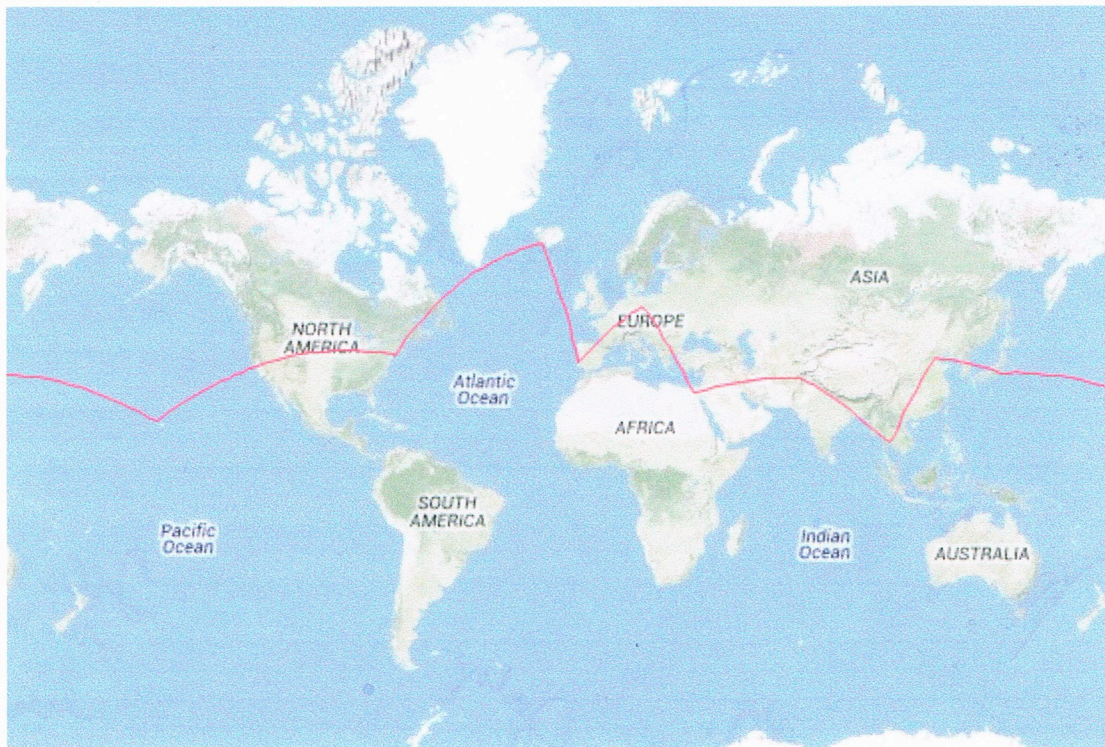 ASIA
NORTH
AMERICA
EUROPE
Atlantic
Ocean
AFRICA
SOUTH
AMERICA
Pacific
Ocean
Indian
Ocean
AUSTRALIA